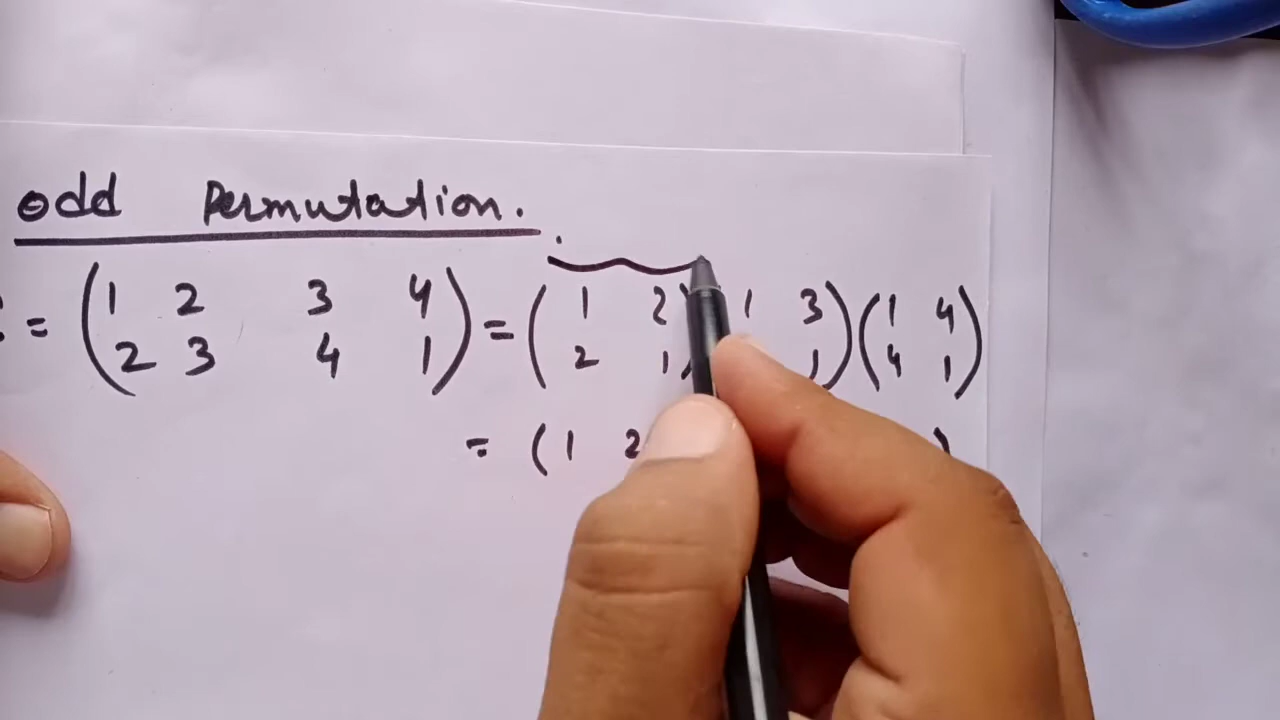 odd Permutation.
= (1 2 3 4) = (1 2) 1 3) (1 4)
2 3 4 1 2 1 1 4 1
= (1 2 )